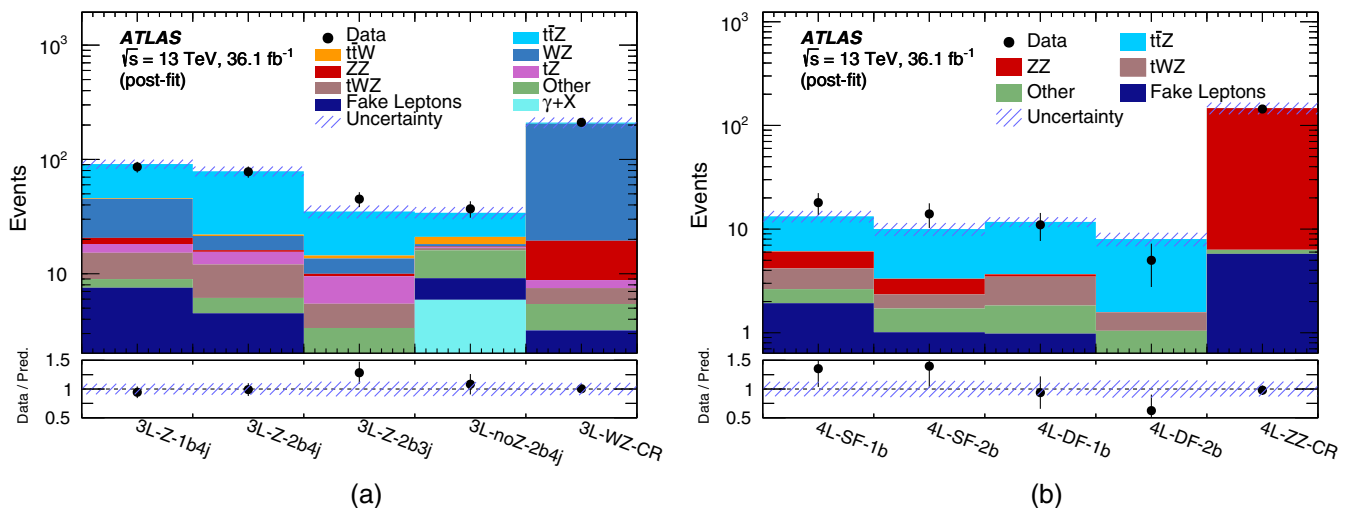 ATLAS
√s = 13 TeV, 36.1 fb⁻¹
(post-fit)
Data
tt̄W
ZZ
tWZ
Fake Leptons
Uncertainty
tt̄Z
WZ
tZ
Other
γ+X
Events
10³
10²
10
Data / Pred.
1.5
1
0.5
3L-Z-1b4j
3L-Z-2b4j
3L-Z-2b3j
3L-noZ-2b4j
3L-WZ-CR
(a)
ATLAS
√s = 13 TeV, 36.1 fb⁻¹
(post-fit)
Data
ZZ
Other
Uncertainty
tt̄Z
tWZ
Fake Leptons
Events
10³
10²
10
1
Data / Pred.
1.5
1
0.5
4L-SF-1b
4L-SF-2b
4L-DF-1b
4L-DF-2b
4L-ZZ-CR
(b)